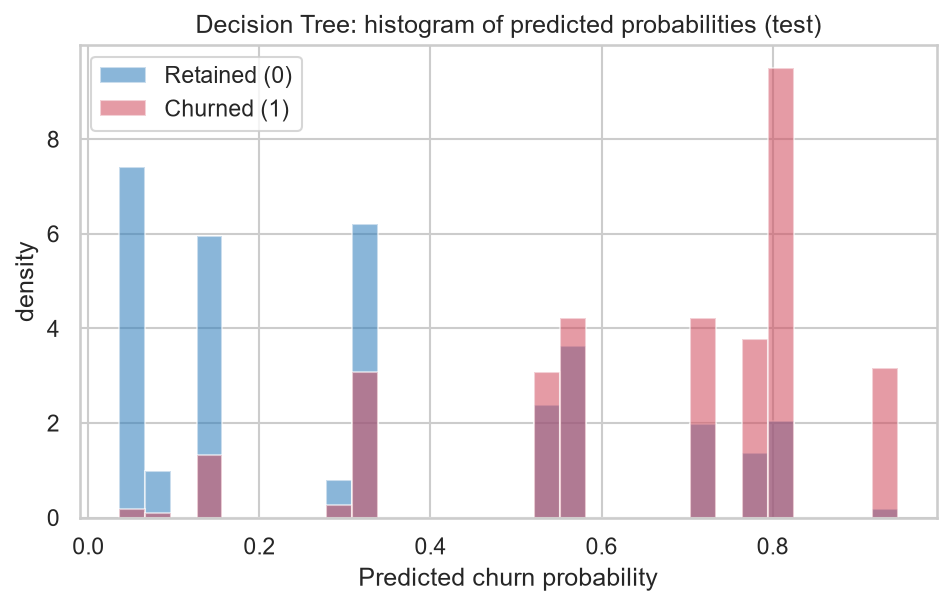 Decision Tree: histogram of predicted probabilities (test)
Retained (0)
Churned (1)
density
8
6
4
2
0
0.0 0.2 0.4 0.6 0.8
Predicted churn probability